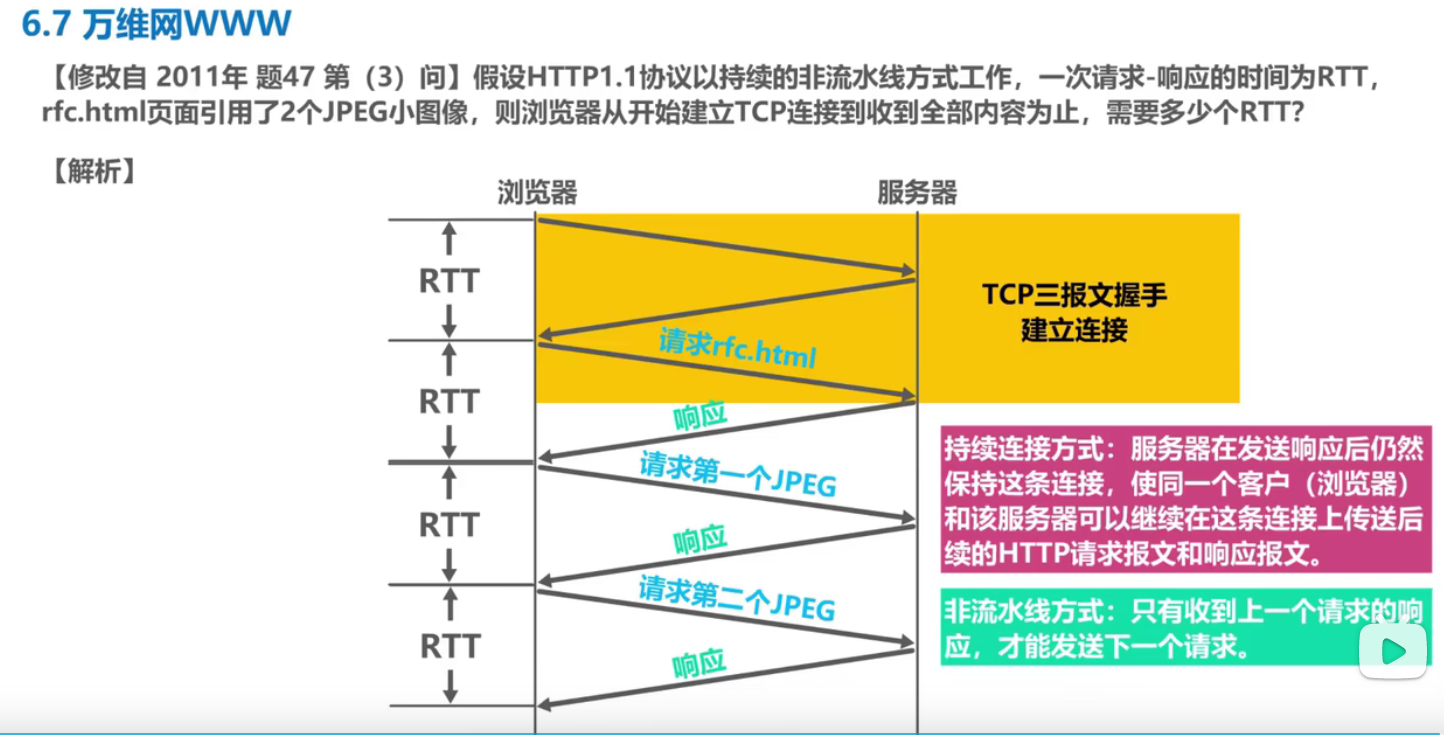 6.7 万维网WWW
【修改自 2011年 题47 第（3）问】假设HTTP1.1协议以持续的非流水线方式工作，一次请求-响应的时间为RTT，
rfc.html页面引用了2个JPEG小图像，则浏览器从开始建立TCP连接到收到全部内容为止，需要多少个RTT？
【解析】
浏览器
服务器
RTT
TCP三报文握手
建立连接
请求rfc.html
RTT
响应
请求第一个JPEG
RTT
响应
请求第二个JPEG
RTT
响应
持续连接方式：服务器在发送响应后仍然
保持这条连接，使同一个客户（浏览器）
和该服务器可以继续在这条连接上传送后
续的HTTP请求报文和响应报文。
非流水线方式：只有收到上一个请求的响
应，才能发送下一个请求。